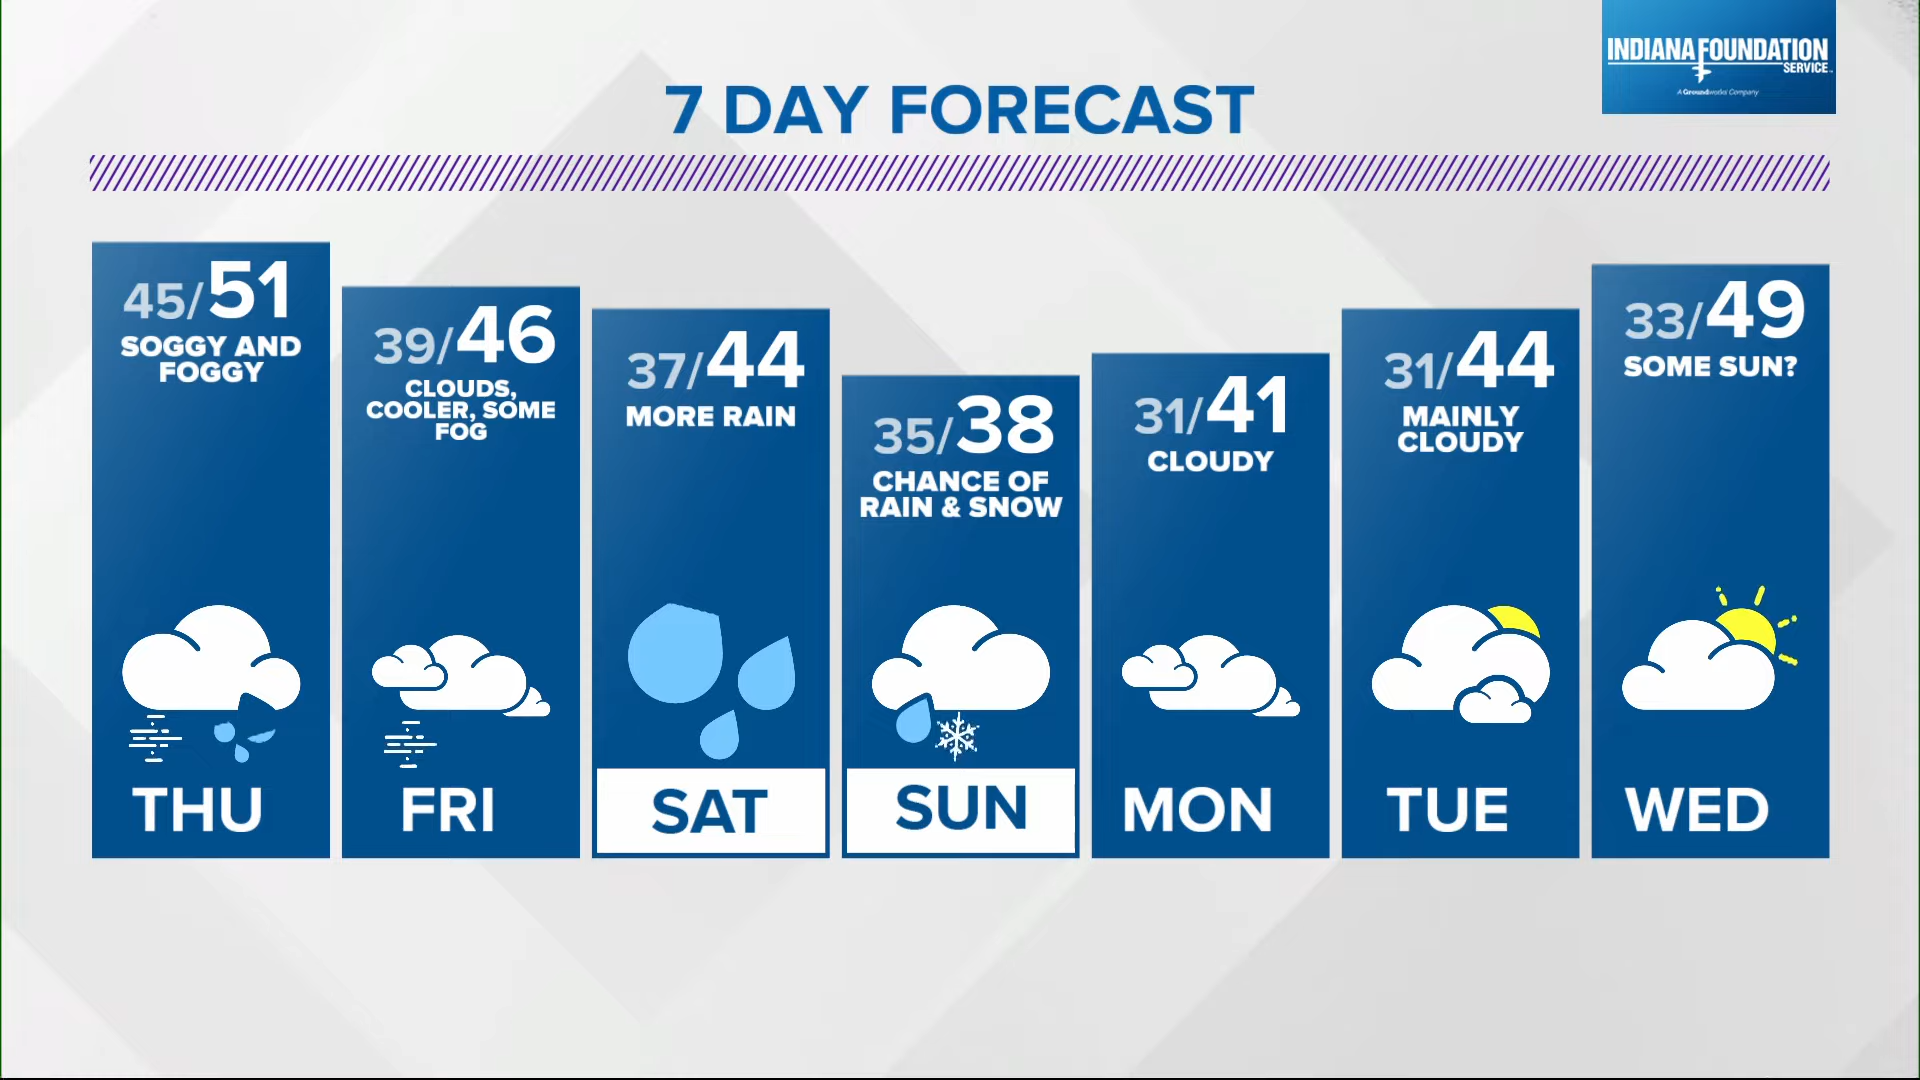 INDIANA FOUNDATION
SERVICE
A Groundworks Company
7 DAY FORECAST
45/51
SOGGY AND
FOGGY
THU
39/46
CLOUDS,
COOLER, SOME
FOG
FRI
37/44
MORE RAIN
SAT
35/38
CHANCE OF
RAIN & SNOW
SUN
31/41
CLOUDY
MON
31/44
MAINLY
CLOUDY
TUE
33/49
SOME SUN?
WED